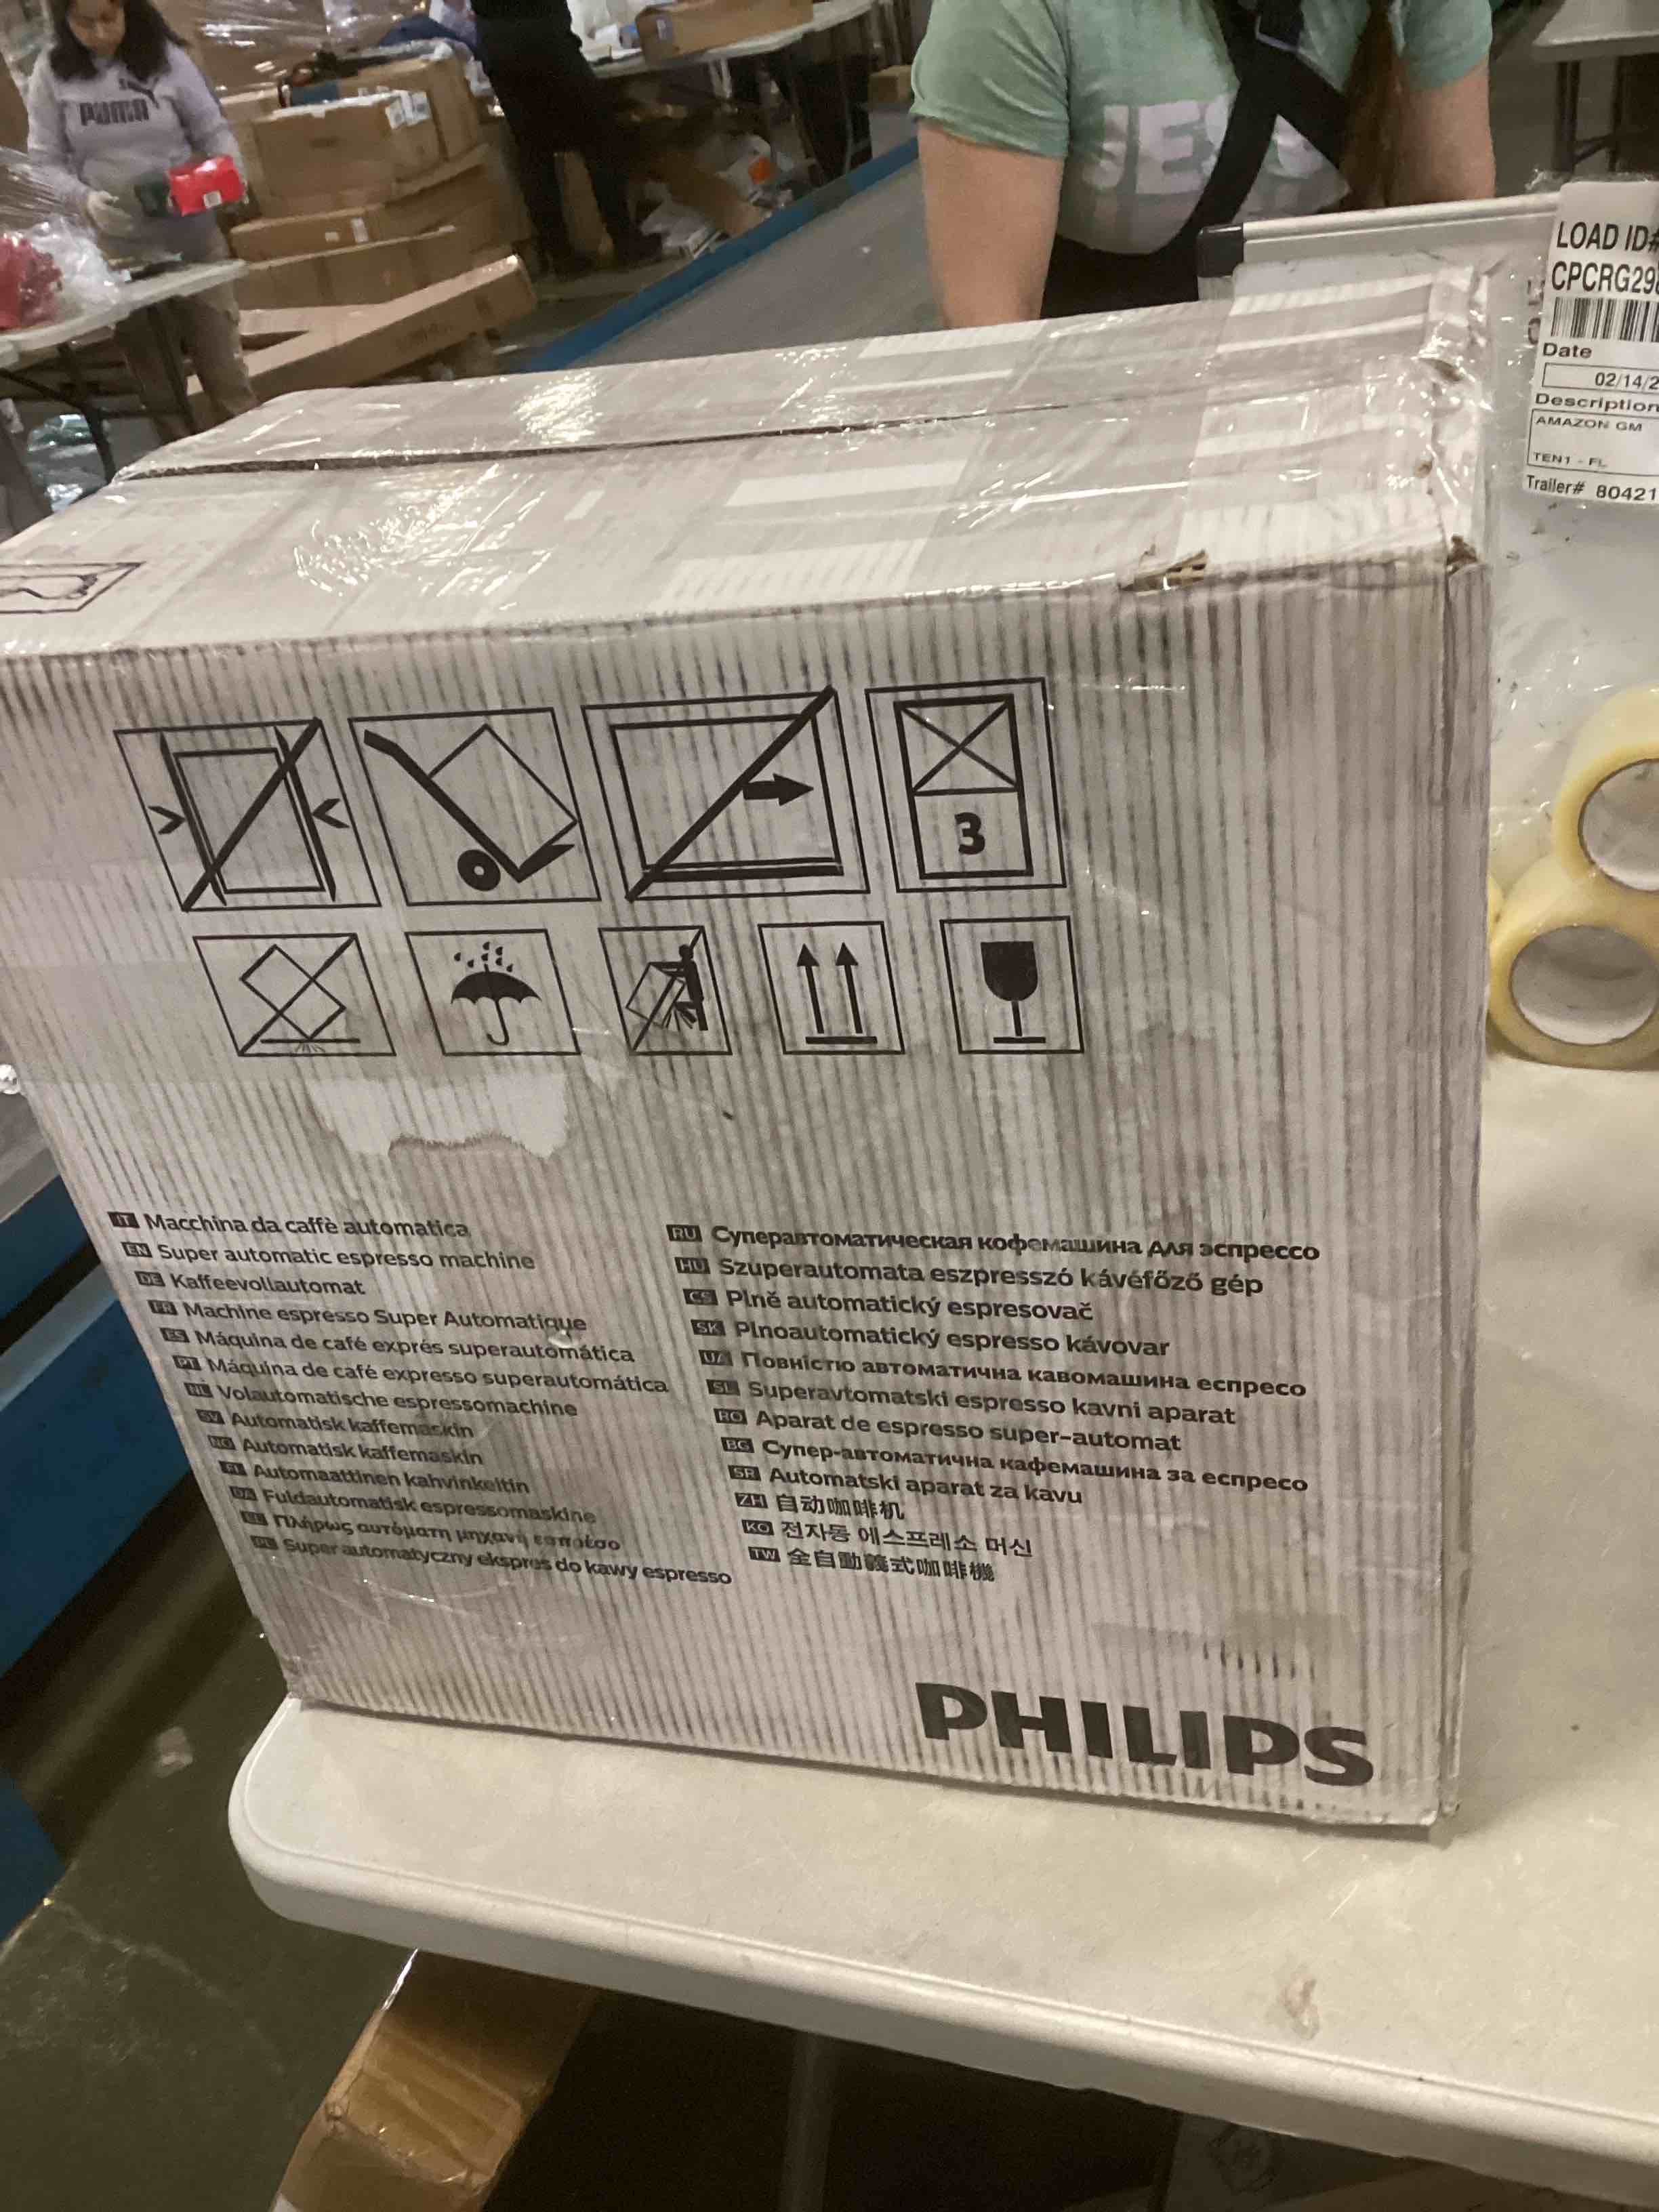 PUMA
JES
LOAD ID#
CPCRG29
Date
02/14/2
Description
AMAZON GM
TEN1 - FL
Trailer# 80421
3
IT Macchina da caffè automatica
EN Super automatic espresso machine
DE Kaffeevollautomat
FR Machine espresso Super Automatique
ES Máquina de café exprés superautomática
PT Máquina de café expresso superautomática
NL Volautomatische espressomachine
SV Automatisk kaffemaskin
NO Automatisk kaffemaskin
FI Automaattinen kahvinkeitin
DA Fuldautomatisk espressomaskine
EL Πλήρως αυτόματη μηχανή εσπρέσο
PL Super automatyczny ekspres do kawy espresso
RU Суперавтоматическая кофемашина для эспрессо
HU Szuperautomata eszpresszó kávéfőző gép
CS Plně automatický espresovač
SK Plnoautomatický espresso kávovar
UA Повністю автоматична кавомашина еспресо
SL Superavtomatski espresso kavni aparat
RO Aparat de espresso super-automat
BG Супер-автоматична кафемашина за еспресо
SR Automatski aparat za kavu
ZH 自动咖啡机
KO 전자동 에스프레소 머신
TW 全自動義式咖啡機
PHILIPS